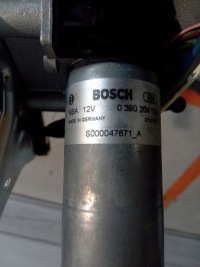 BOSCH
12V 0 390 204
MADE IN GERMANY
S000047671_A